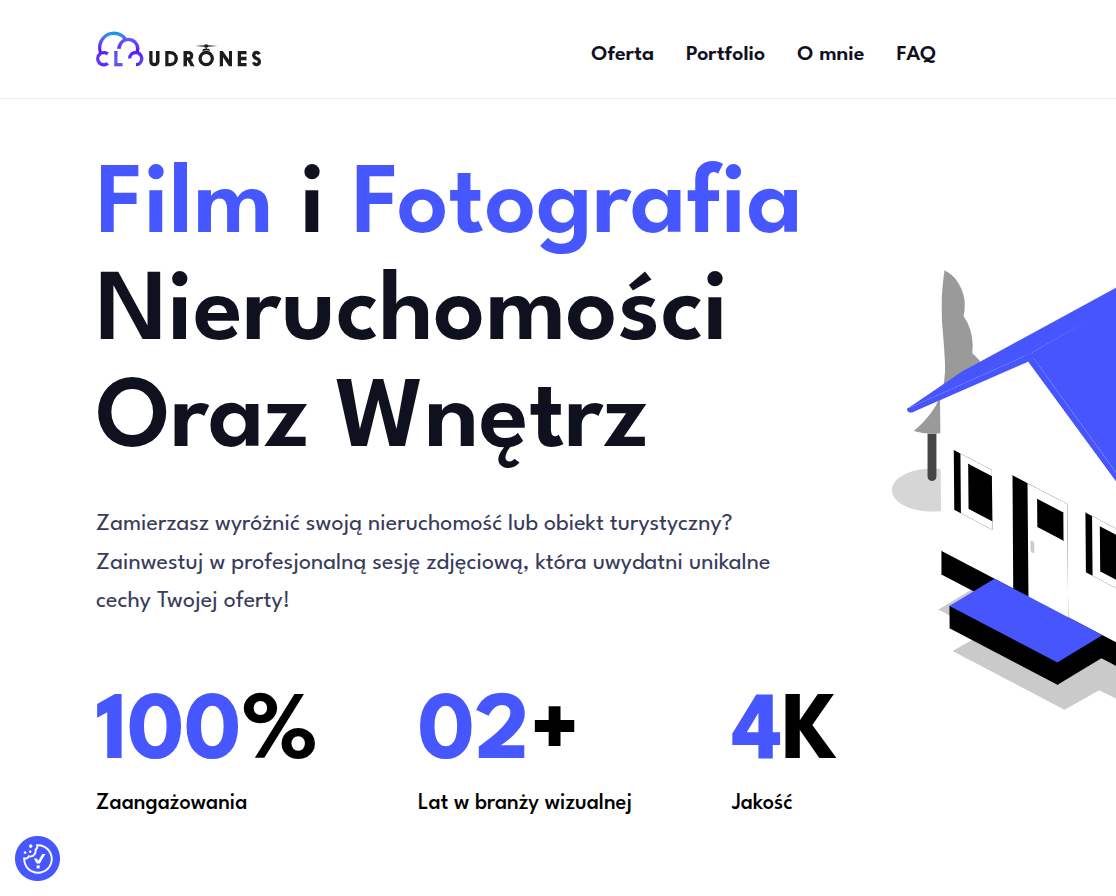 CLOUDRONES
Oferta Portfolio O mnie FAQ
Film i Fotografia
Nieruchomości
Oraz Wnętrz
Zamierzasz wyróżnić swoją nieruchomość lub obiekt turystyczny?
Zainwestuj w profesjonalną sesję zdjęciową, która uwydatni unikalne
cechy Twojej oferty!
100% 02+ 4K
Zaangażowania Lat w branży wizualnej Jakość